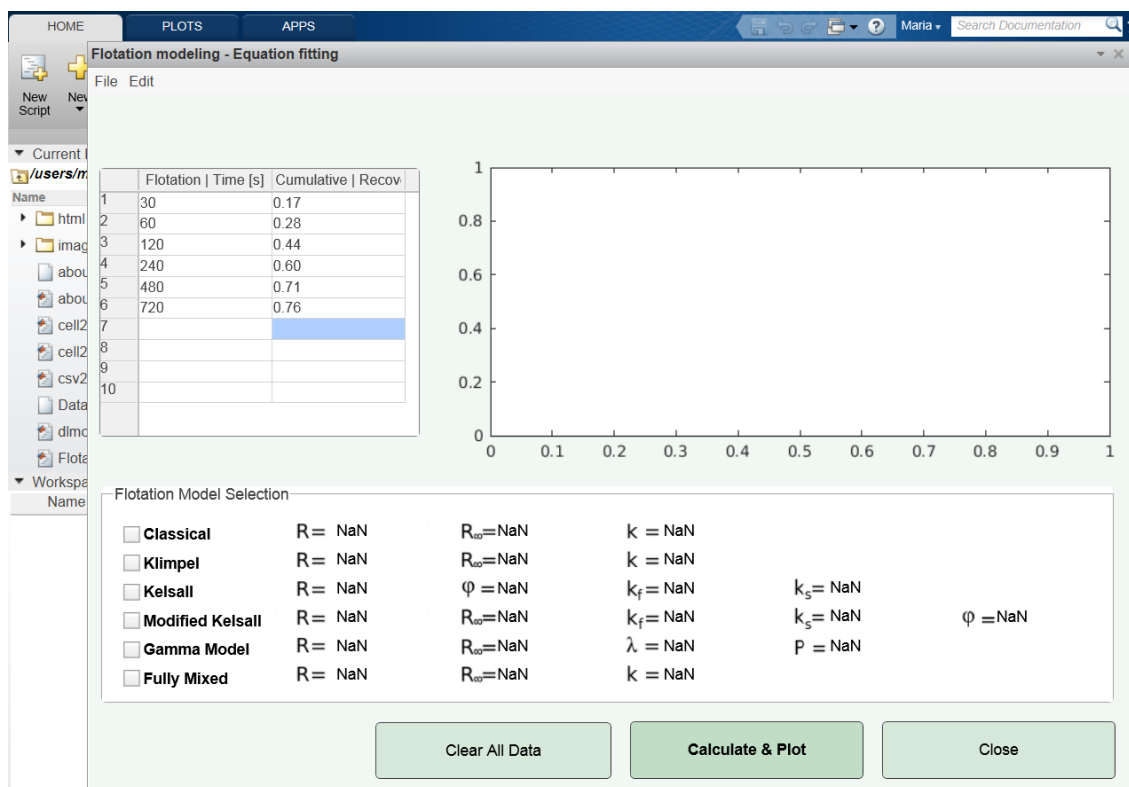 HOME PLOTS APPS
Maria Search Documentation
Flotation modeling - Equation fitting
File Edit
New Script
New
Current
/users/m
Name
html
imag
abou
abou
cell2
cell2
csv2
Data
dlmc
Flota
Workspa
Name
Flotation | Time [s] Cumulative | Recov
1 30 0.17
2 60 0.28
3 120 0.44
4 240 0.60
5 480 0.71
6 720 0.76
7
8
9
10
1
0.8
0.6
0.4
0.2
0
0 0.1 0.2 0.3 0.4 0.5 0.6 0.7 0.8 0.9 1
Flotation Model Selection
Classical R= NaN R∞=NaN k = NaN
Klimpel R= NaN R∞=NaN k = NaN
Kelsall R= NaN φ =NaN kf= NaN ks= NaN
Modified Kelsall R= NaN R∞=NaN kf= NaN ks= NaN φ =NaN
Gamma Model R= NaN R∞=NaN λ = NaN P = NaN
Fully Mixed R= NaN R∞=NaN k = NaN
Clear All Data Calculate & Plot Close